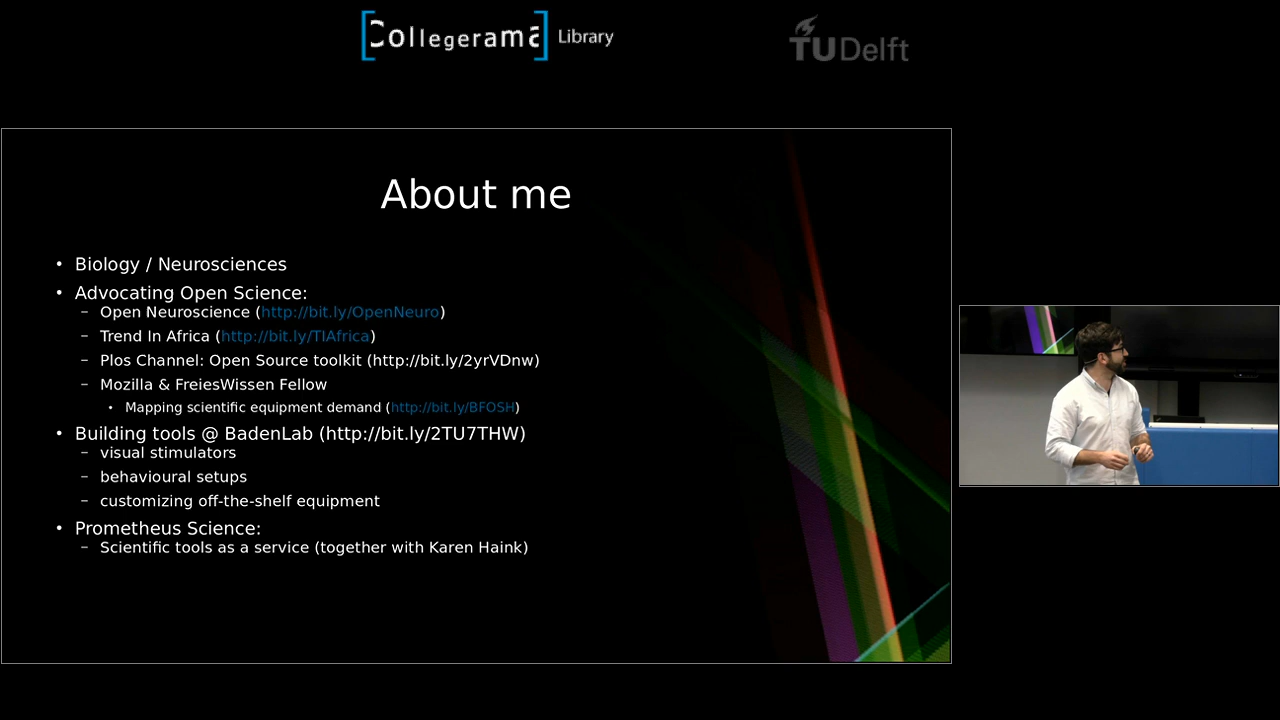 Collegerama Library
TU Delft
About me
• Biology / Neurosciences
• Advocating Open Science:
– Open Neuroscience (http://bit.ly/OpenNeuro)
– Trend In Africa (http://bit.ly/TIAfrica)
– Plos Channel: Open Source toolkit (http://bit.ly/2yrVDnw)
– Mozilla & FreiesWissen Fellow
• Mapping scientific equipment demand (http://bit.ly/BFOSH)
• Building tools @ BadenLab (http://bit.ly/2TU7THW)
– visual stimulators
– behavioural setups
– customizing off-the-shelf equipment
• Prometheus Science:
– Scientific tools as a service (together with Karen Haink)